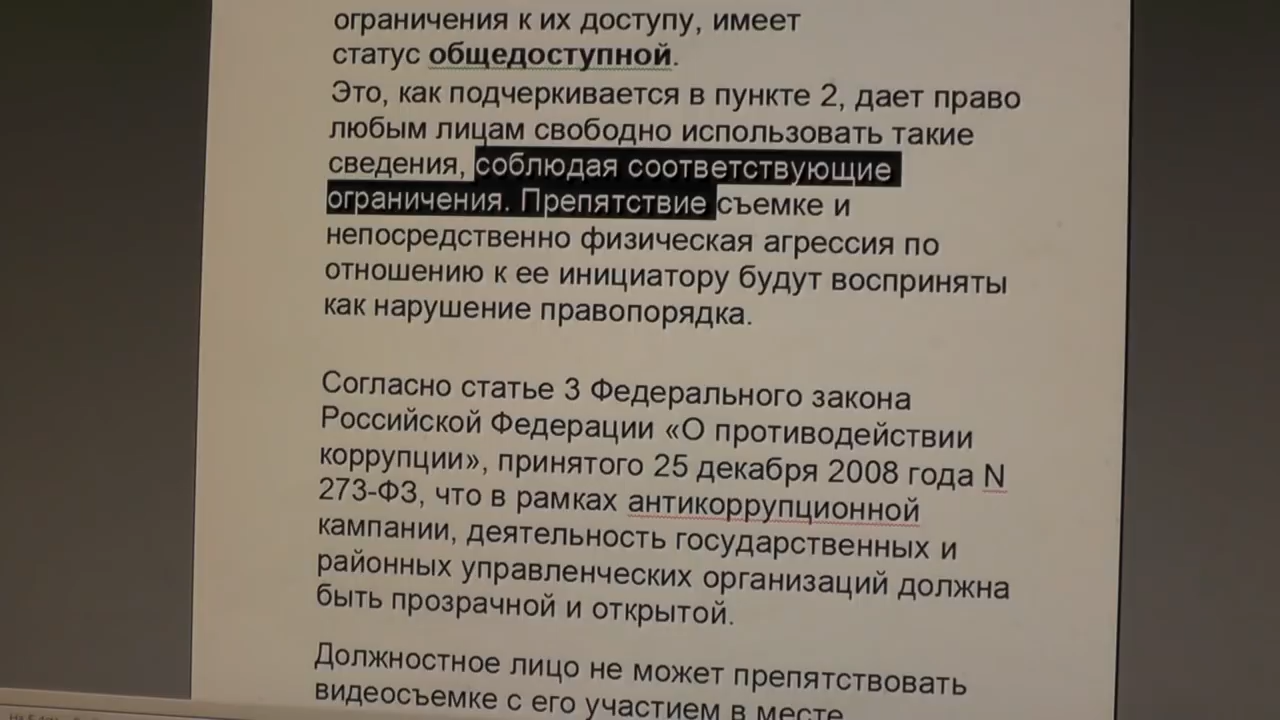 ограничения к их доступу, имеет
статус общедоступной.
Это, как подчеркивается в пункте 2, дает право
любым лицам свободно использовать такие
сведения, соблюдая соответствующие
ограничения. Препятствие съемке и
непосредственно физическая агрессия по
отношению к ее инициатору будут восприняты
как нарушение правопорядка.
Согласно статье 3 Федерального закона
Российской Федерации «О противодействии
коррупции», принятого 25 декабря 2008 года N
273-ФЗ, что в рамках антикоррупционной
кампании, деятельность государственных и
районных управленческих организаций должна
быть прозрачной и открытой.
Должностное лицо не может препятствовать
видеосъемке с его участием в месте